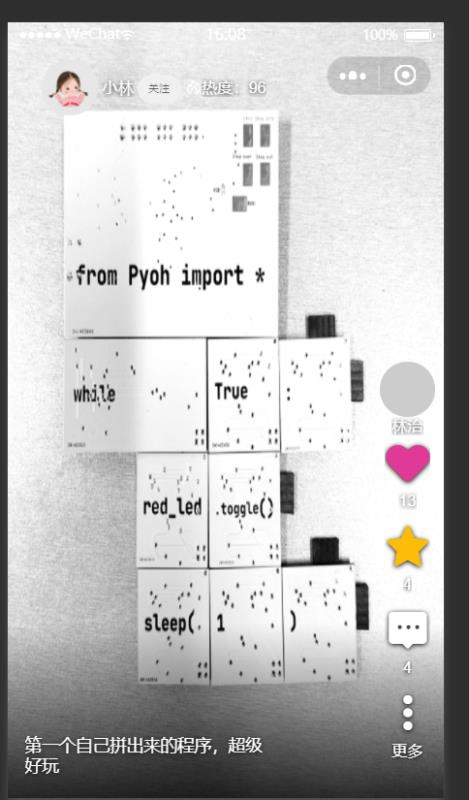 WeChat 16:08 100%
小林 关注 热度：96
from Pyoh import *
while True :
red_led .toggle()
sleep( 1 )
林治
13
4
4
更多
第一个自己拼出来的程序，超级
好玩